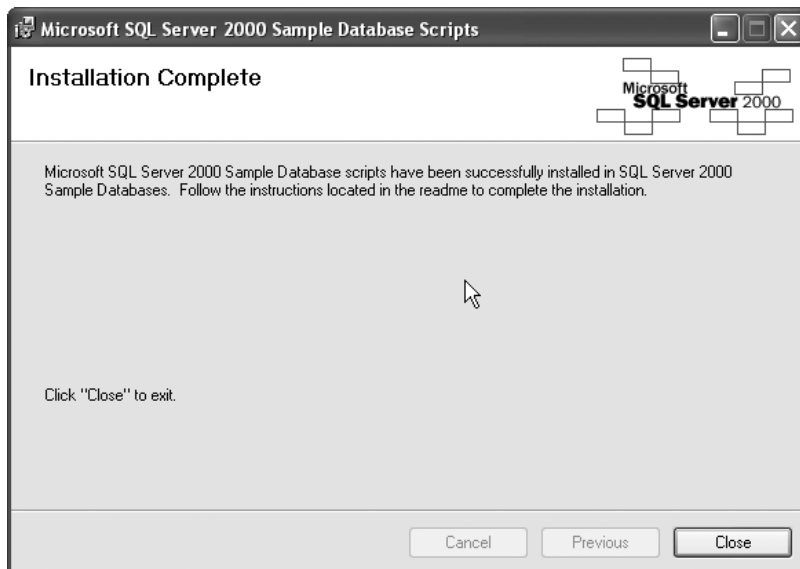 Microsoft SQL Server 2000 Sample Database Scripts
Installation Complete
Microsoft
SQL Server 2000
Microsoft SQL Server 2000 Sample Database scripts have been successfully installed in SQL Server 2000
Sample Databases.  Follow the instructions located in the readme to complete the installation.
Click "Close" to exit.
Cancel
Previous
Close